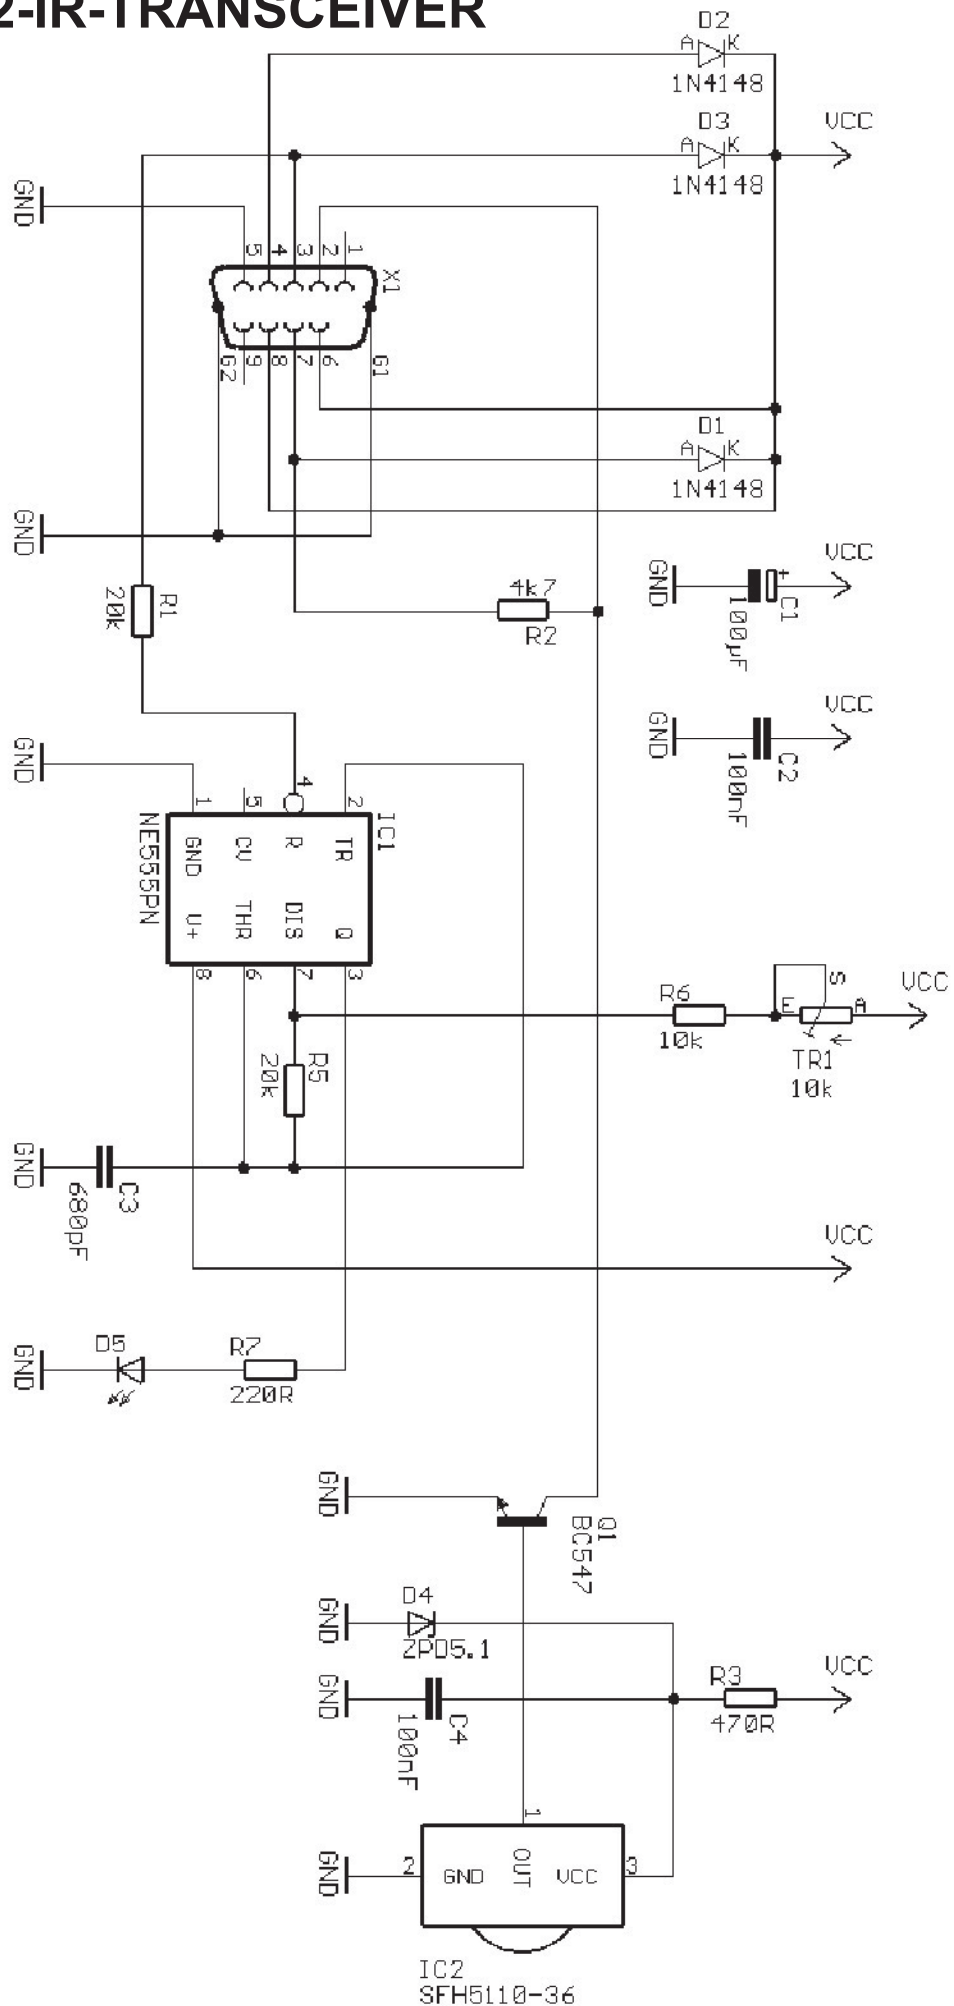 2-IR-TRANSCEIVER
D2
A
K
1N4148
D3
VCC
A
K
1N4148
GND
5
4
3
2
1
X1
G2
9
8
7
6
G1
D1
A
K
1N4148
GND
VCC
GND
+
C1
100µF
R1
20k
4k7
R2
VCC
GND
C2
100nF
GND
1
5
4
2
IC1
NE555PN
GND
CV
R
TR
V+
THR
DIS
Q
8
6
7
3
VCC
R6
10k
E
S
A
TR1
10k
R5
20k
GND
C3
680pF
VCC
D5
R7
GND
220R
GND
Q1
BC547
D4
GND
ZPD5.1
VCC
R3
GND
C4
100nF
470R
1
GND
2
GND
OUT
VCC
3
IC2
SFH5110-36